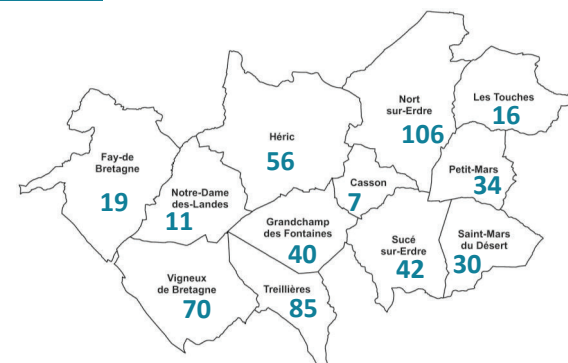 Nort
sur-Erdre
106
Les Touches
16
Héric
56
Fay-de
Bretagne
19
Notre-Dame
des-Landes
11
Casson
7
Petit-Mars
34
Grandchamp
des Fontaines
40
Sucé
sur-Erdre
42
Saint-Mars
du Désert
30
Vigneux
de Bretagne
70
Treillières
85